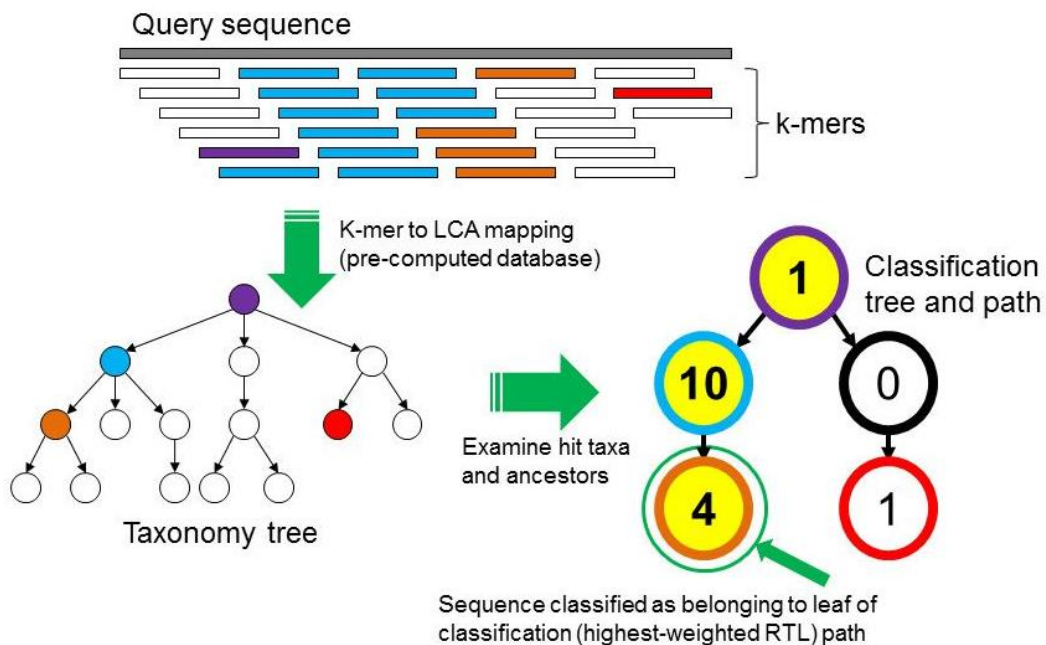 Query sequence
k-mers
K-mer to LCA mapping
(pre-computed database)
1
Classification
tree and path
10
0
Examine hit taxa
and ancestors
4
1
Taxonomy tree
Sequence classified as belonging to leaf of
classification (highest-weighted RTL) path